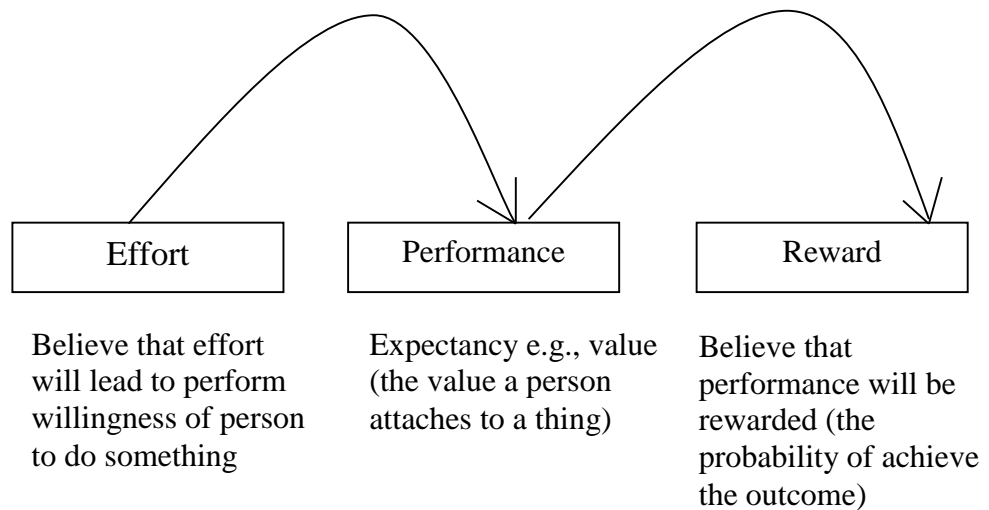 Effort
Performance
Reward
Believe that effort
will lead to perform
willingness of person
to do something
Expectancy e.g., value
(the value a person
attaches to a thing)
Believe that
performance will be
rewarded (the
probability of achieve
the outcome)